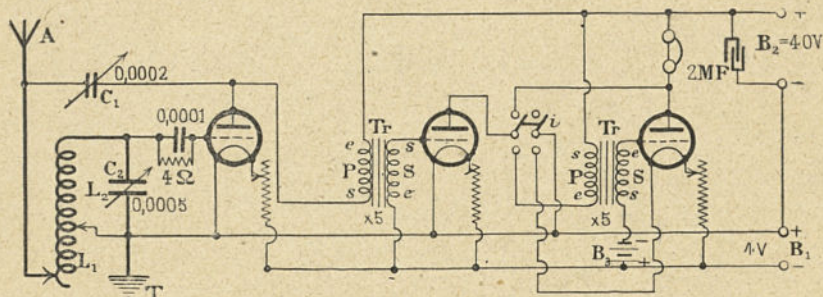 A
0,0002
C1
0,0001
C2
L2
4Ω
0,0005
L1
T
Tr
e s
P S
s e
x5
i
Tr
s e
P S
e s
x5
2MF
+
B2=40V
−
B3
−
+
+
4V B1
−